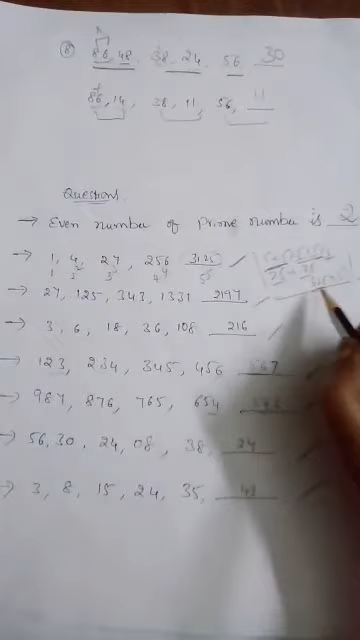 8 86, 48, 38, 24, 56 30
86, 14, 38, 11, 56, 11
Questions
→ Even number of Prime number is 2
→ 1, 4, 27, 256 3125
1 2² 3³ 4⁴ 5⁵
→ 27, 125, 343, 1331 2197
→ 3, 6, 18, 36, 108 216
→ 123, 234, 345, 456 567
→ 987, 876, 765, 654
→ 56, 30, 24, 08, 38, 24
→ 3, 8, 15, 24, 35, 48